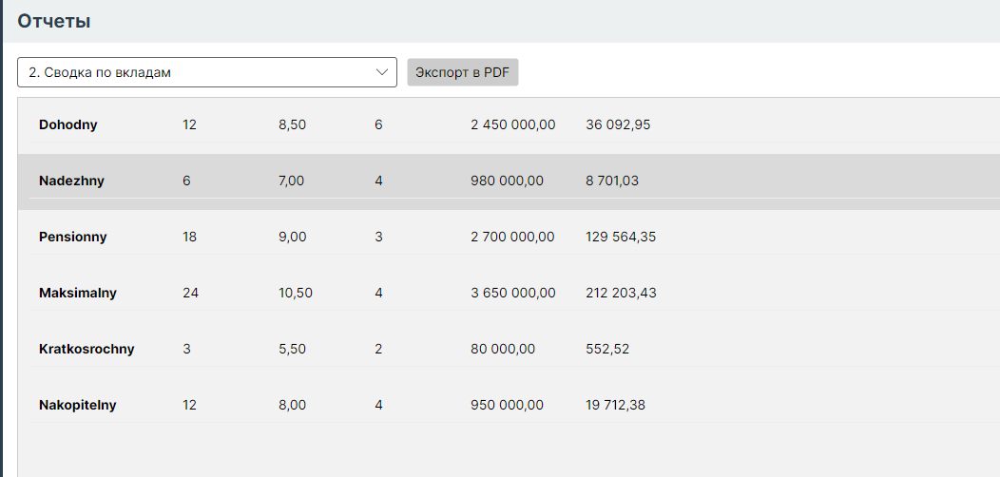 Отчеты
2. Сводка по вкладам Экспорт в PDF
Dohodny 12 8,50 6 2 450 000,00 36 092,95
Nadezhny 6 7,00 4 980 000,00 8 701,03
Pensionny 18 9,00 3 2 700 000,00 129 564,35
Maksimalny 24 10,50 4 3 650 000,00 212 203,43
Kratkosrochny 3 5,50 2 80 000,00 552,52
Nakopitelny 12 8,00 4 950 000,00 19 712,38